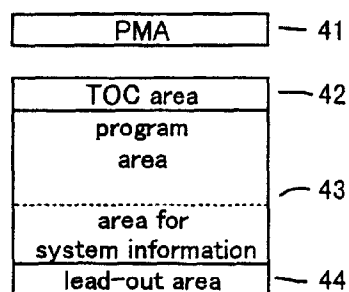 PMA 41
TOC area 42
program
area
43
area for
system information
lead-out area 44